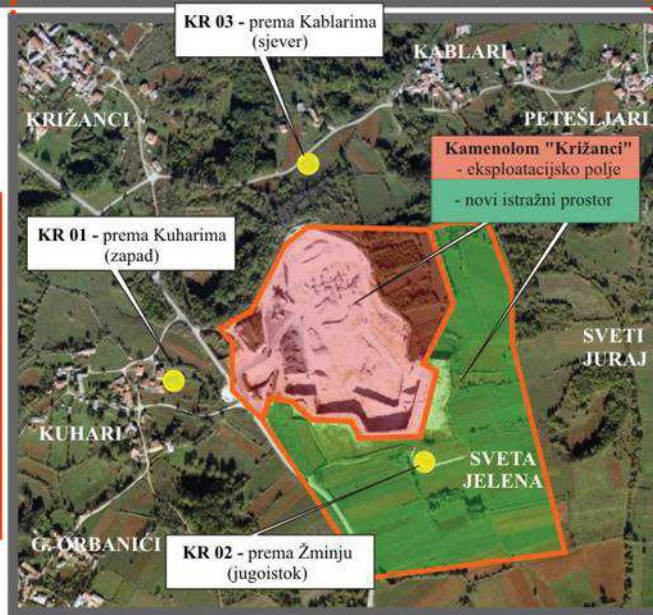 KR 03 - prema Kablarima
(sjever)
KABLARI
KRIŽANCI
PETEŠLJARI
Kamenolom "Križanci"
- eksploatacijsko polje
- novi istražni prostor
KR 01 - prema Kuharima
(zapad)
SVETI
JURAJ
KUHARI
SVETA
JELENA
G. ORBANIĆI
KR 02 - prema Žminju
(jugoistok)